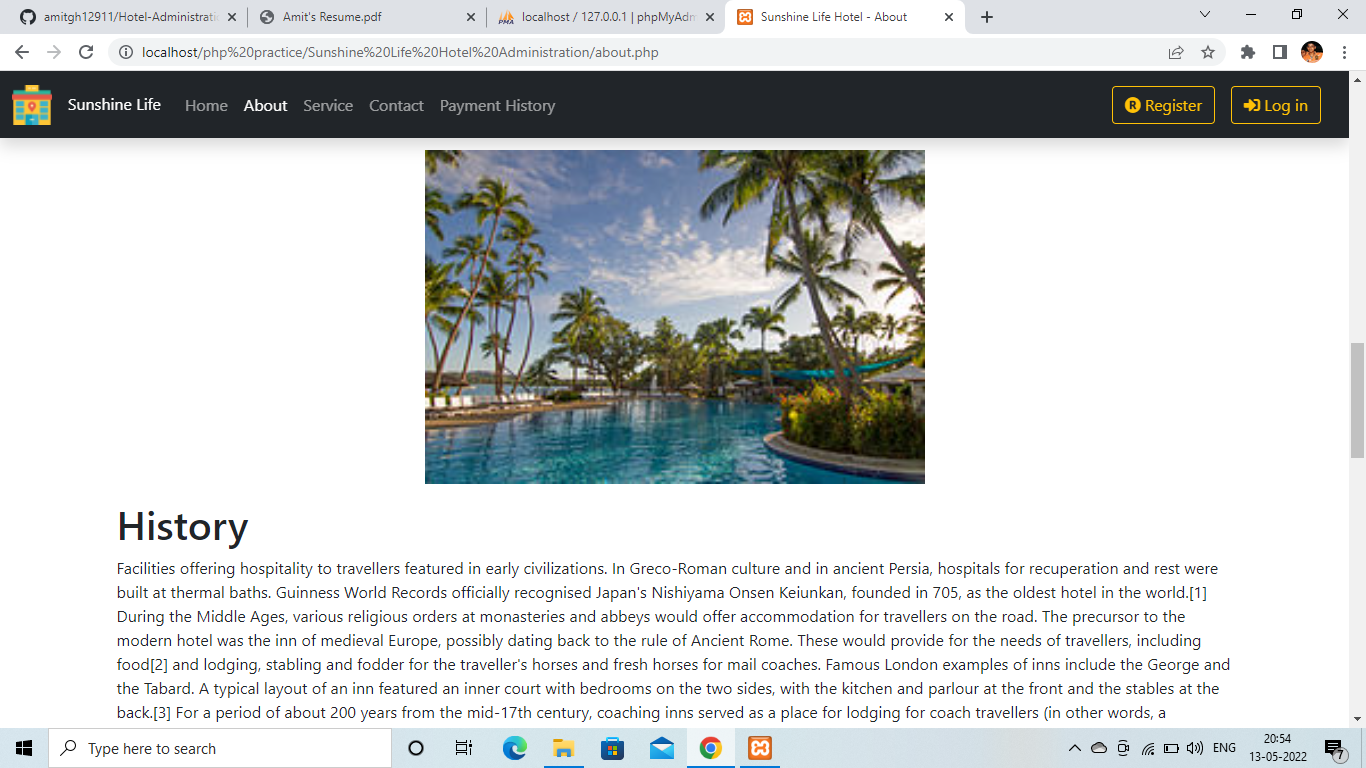 amitgh12911/Hotel-Administrati
Amit's Resume.pdf
localhost / 127.0.0.1 | phpMyAdm
Sunshine Life Hotel - About
localhost/php%20practice/Sunshine%20Life%20Hotel%20Administration/about.php
Sunshine Life
Home
About
Service
Contact
Payment History
R Register
Log in
History
Facilities offering hospitality to travellers featured in early civilizations. In Greco-Roman culture and in ancient Persia, hospitals for recuperation and rest were
built at thermal baths. Guinness World Records officially recognised Japan's Nishiyama Onsen Keiunkan, founded in 705, as the oldest hotel in the world.[1]
During the Middle Ages, various religious orders at monasteries and abbeys would offer accommodation for travellers on the road. The precursor to the
modern hotel was the inn of medieval Europe, possibly dating back to the rule of Ancient Rome. These would provide for the needs of travellers, including
food[2] and lodging, stabling and fodder for the traveller's horses and fresh horses for mail coaches. Famous London examples of inns include the George and
the Tabard. A typical layout of an inn featured an inner court with bedrooms on the two sides, with the kitchen and parlour at the front and the stables at the
back.[3] For a period of about 200 years from the mid-17th century, coaching inns served as a place for lodging for coach travellers (in other words, a
Type here to search
ENG
20:54
13-05-2022
7